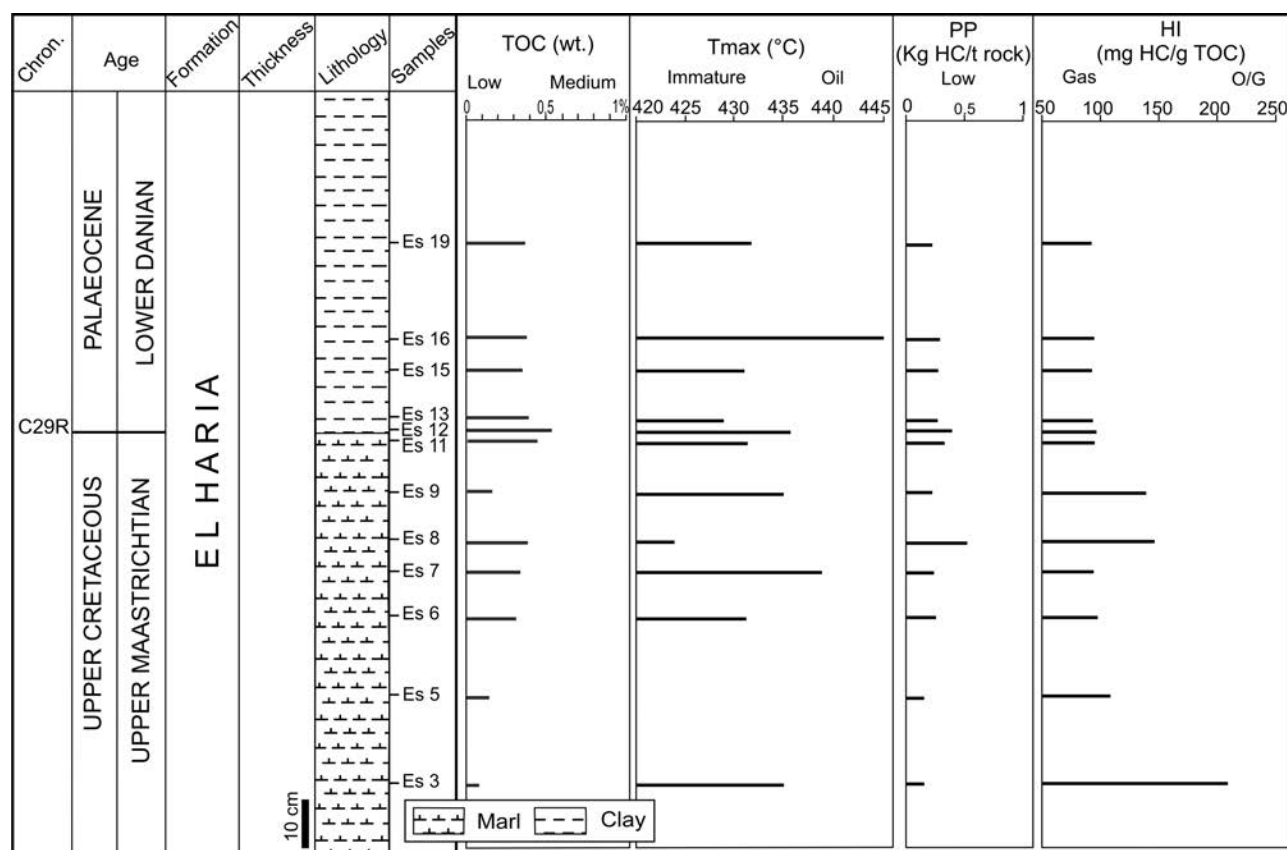 Chron.
Age
Formation
Thickness
Lithology
Samples
TOC (wt.)
Low Medium
0 0,5 1%
Tmax (°C)
Immature Oil
420 425 430 435 440 445
PP
(Kg HC/t rock)
Low
0 0,5 1
HI
(mg HC/g TOC)
Gas O/G
50 100 150 200 250
C29R
PALAEOCENE
LOWER DANIAN
UPPER CRETACEOUS
UPPER MAASTRICHTIAN
EL HARIA
Es 19
Es 16
Es 15
Es 13
Es 12
Es 11
Es 9
Es 8
Es 7
Es 6
Es 5
Es 3
10 cm
Marl Clay